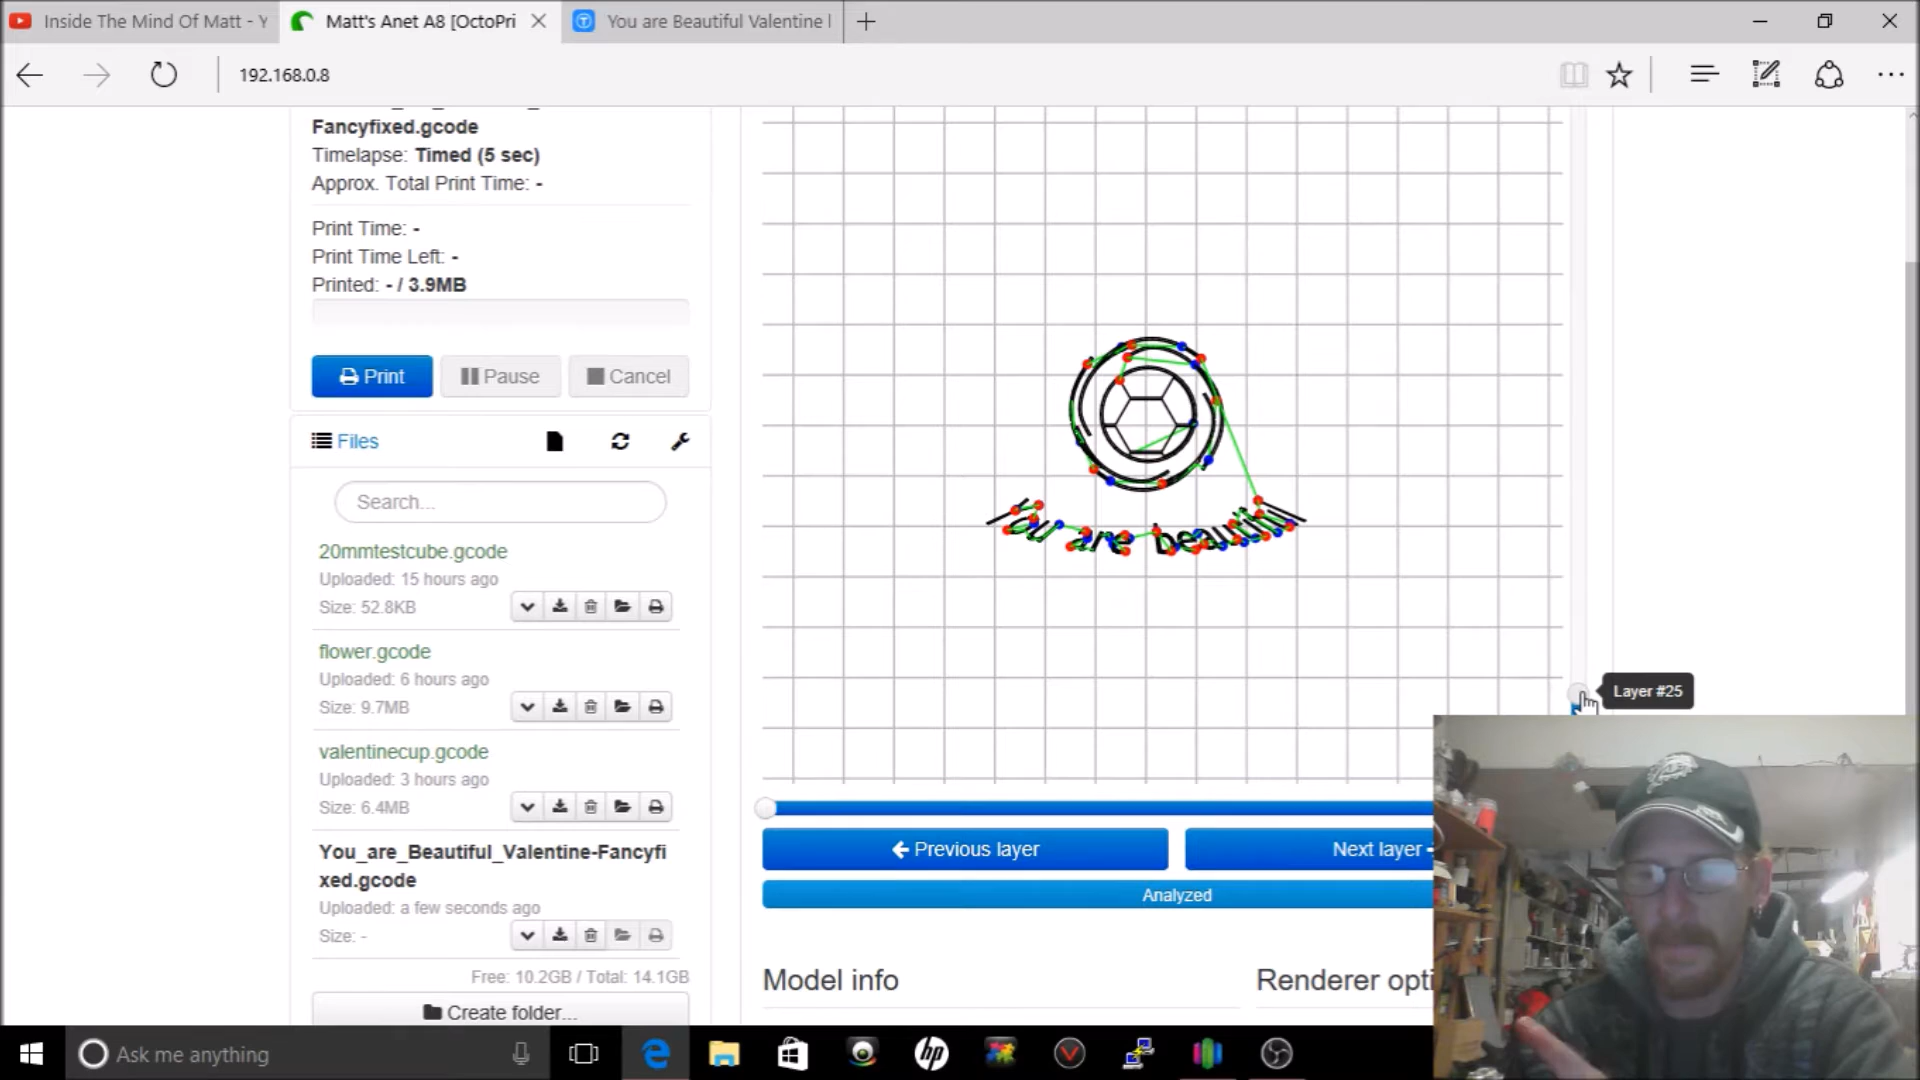 Inside The Mind Of Matt - Y
Matt's Anet A8 [OctoPri
You are Beautiful Valentine
192.168.0.8
Fancyfixed.gcode
Timelapse: Timed (5 sec)
Approx. Total Print Time: -
Print Time: -
Print Time Left: -
Printed: - / 3.9MB
Print
Pause
Cancel
Files
Search...
20mmtestcube.gcode
Uploaded: 15 hours ago
Size: 52.8KB
flower.gcode
Uploaded: 6 hours ago
Size: 9.7MB
valentinecup.gcode
Uploaded: 3 hours ago
Size: 6.4MB
You_are_Beautiful_Valentine-Fancyfi
xed.gcode
Uploaded: a few seconds ago
Size: -
Free: 10.2GB / Total: 14.1GB
Create folder...
You are beautiful
Layer #25
Previous layer
Next layer
Analyzed
Model info
Renderer opti
Ask me anything
hp